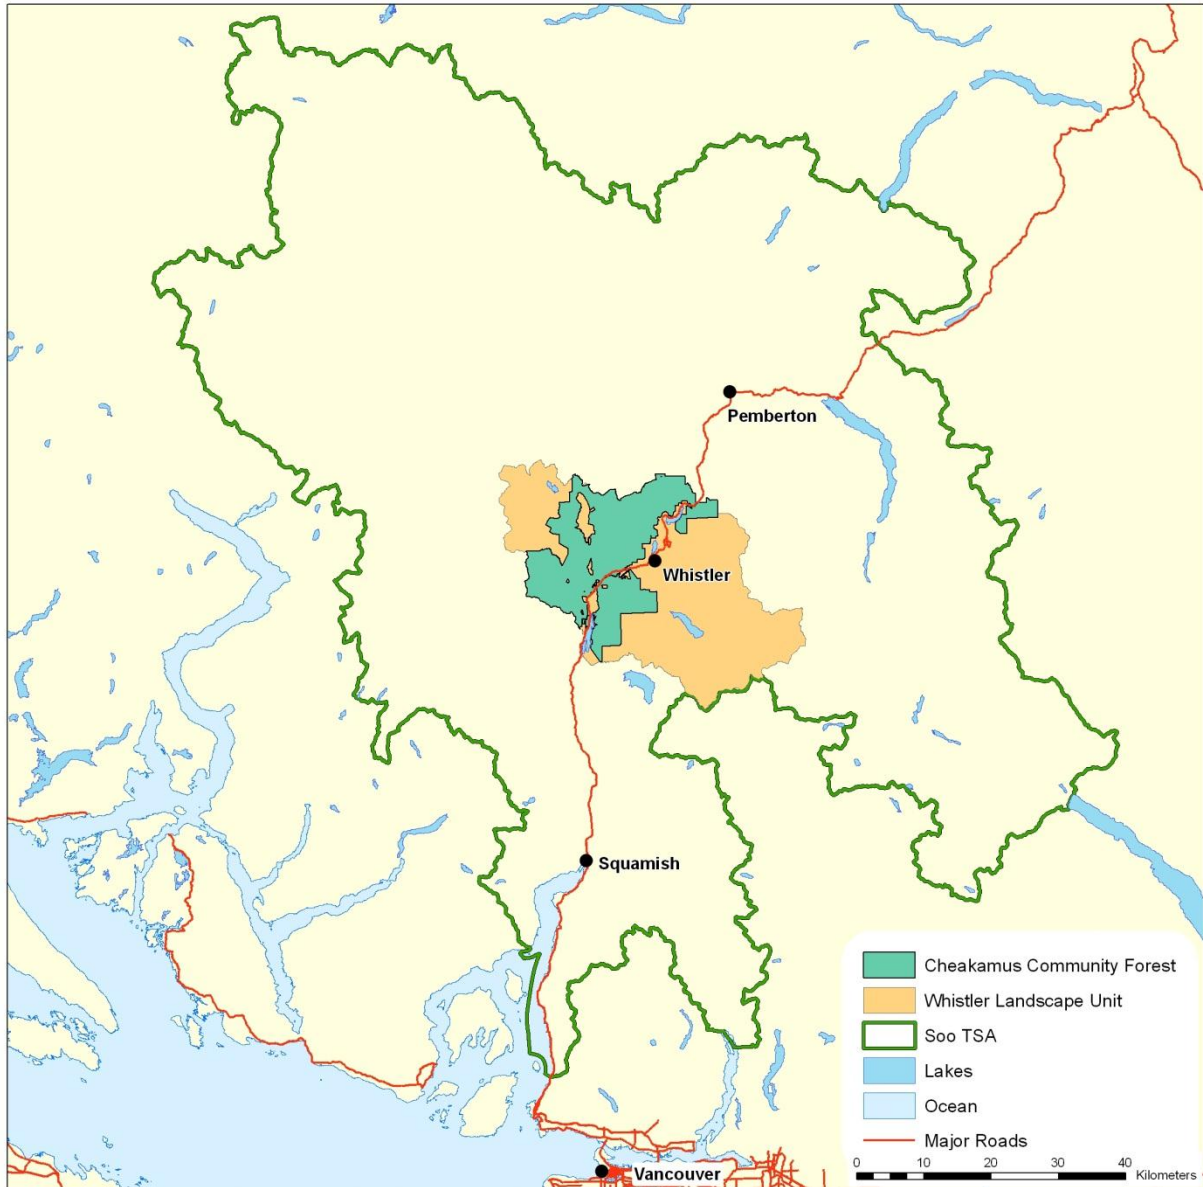 Pemberton
Whistler
Squamish
Vancouver
Cheakamus Community Forest
Whistler Landscape Unit
Soo TSA
Lakes
Ocean
Major Roads
0 10 20 30 40
Kilometers